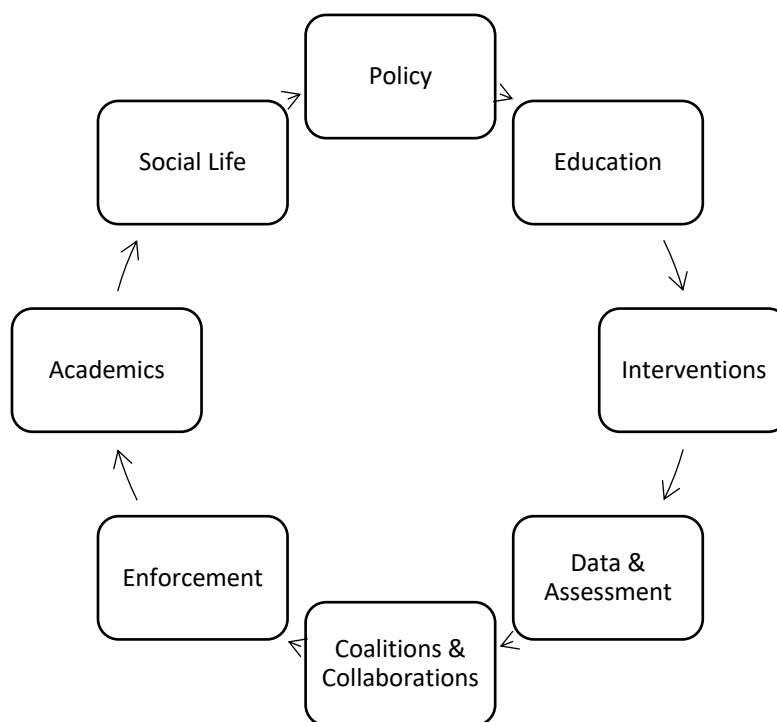 Policy
Education
Interventions
Data &
Assessment
Coalitions &
Collaborations
Enforcement
Academics
Social Life